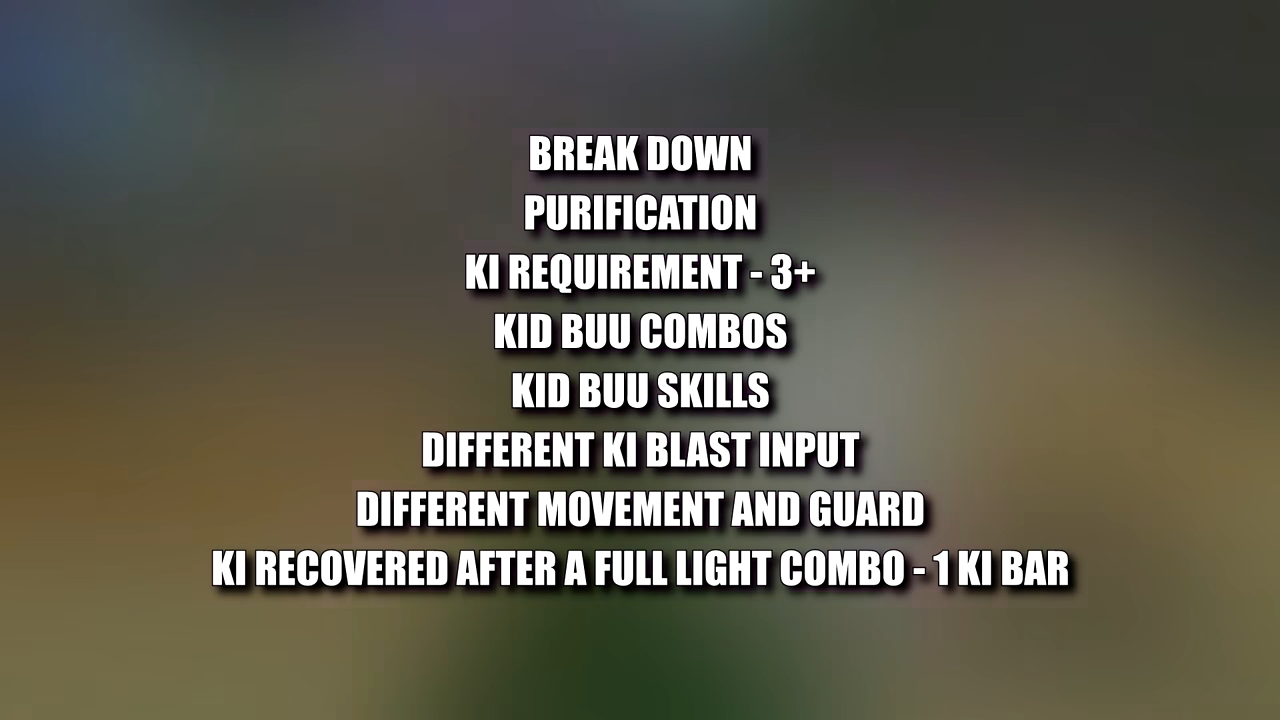 BREAK DOWN
PURIFICATION
KI REQUIREMENT - 3+
KID BUU COMBOS
KID BUU SKILLS
DIFFERENT KI BLAST INPUT
DIFFERENT MOVEMENT AND GUARD
KI RECOVERED AFTER A FULL LIGHT COMBO - 1 KI BAR